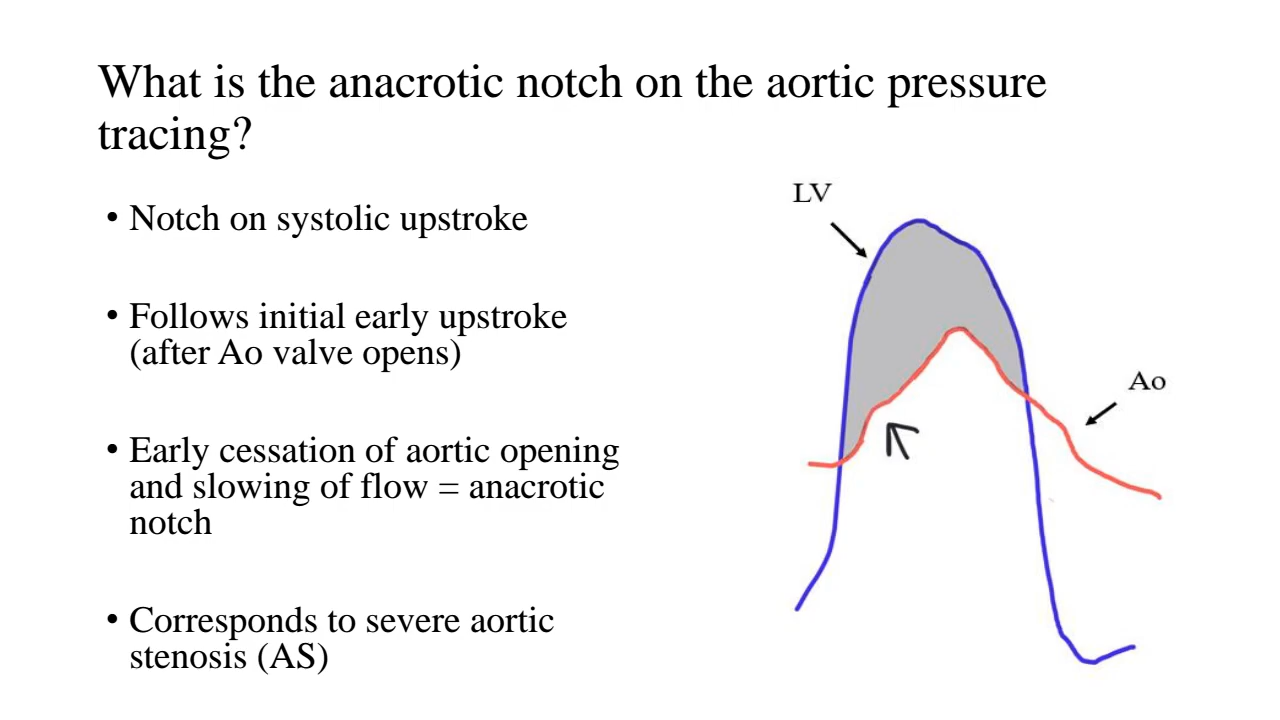 What is the anacrotic notch on the aortic pressure
tracing?
• Notch on systolic upstroke
• Follows initial early upstroke
(after Ao valve opens)
• Early cessation of aortic opening
and slowing of flow = anacrotic
notch
• Corresponds to severe aortic
stenosis (AS)
LV
Ao